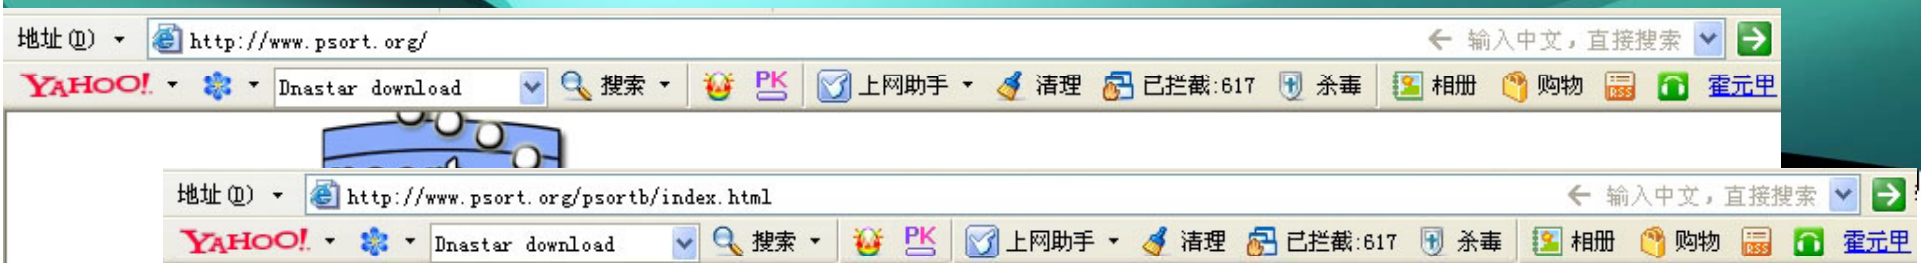 地址(D) http://www.psort.org/ 输入中文，直接搜索
YAHOO! Dnastar download 搜索 PK 上网助手 清理 已拦截:617 杀毒 相册 购物 RSS 霍元甲
地址(D) http://www.psort.org/psortb/index.html 输入中文，直接搜索
YAHOO! Dnastar download 搜索 PK 上网助手 清理 已拦截:617 杀毒 相册 购物 RSS 霍元甲